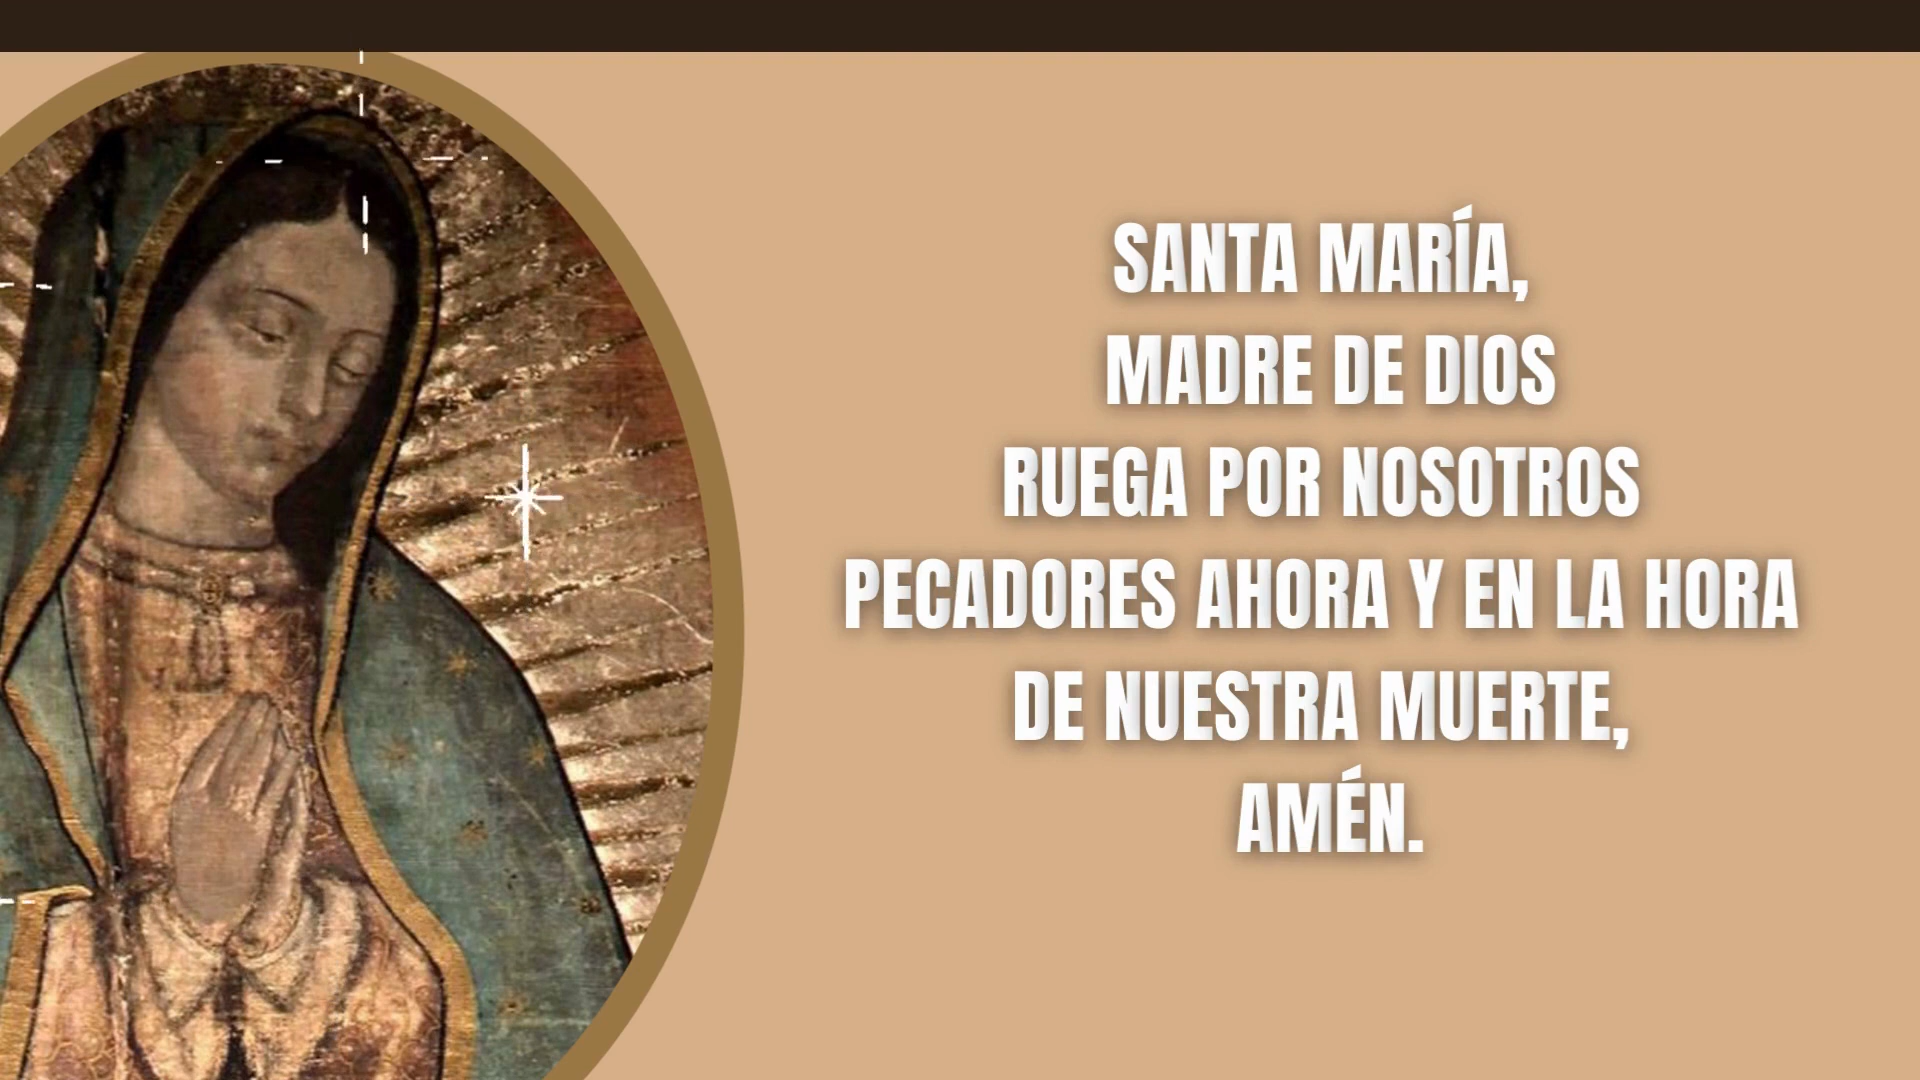 SANTA MARÍA,
MADRE DE DIOS
RUEGA POR NOSOTROS
PECADORES AHORA Y EN LA HORA
DE NUESTRA MUERTE,
AMÉN.